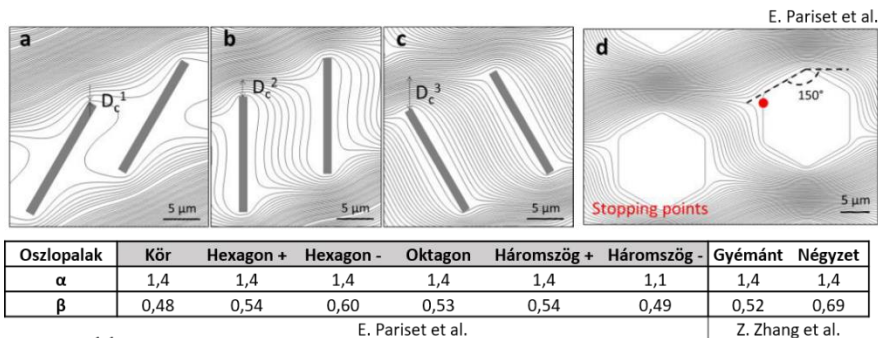 E. Pariset et al.
a b c d
D_c^1 D_c^2 D_c^3 150°
5 µm 5 µm 5 µm 5 µm
Stopping points
Oszlopalak Kör Hexagon + Hexagon - Oktagon Háromszög + Háromszög - Gyémánt Négyzet
α 1,4 1,4 1,4 1,4 1,4 1,1 1,4 1,4
β 0,48 0,54 0,60 0,53 0,54 0,49 0,52 0,69
E. Pariset et al. Z. Zhang et al.